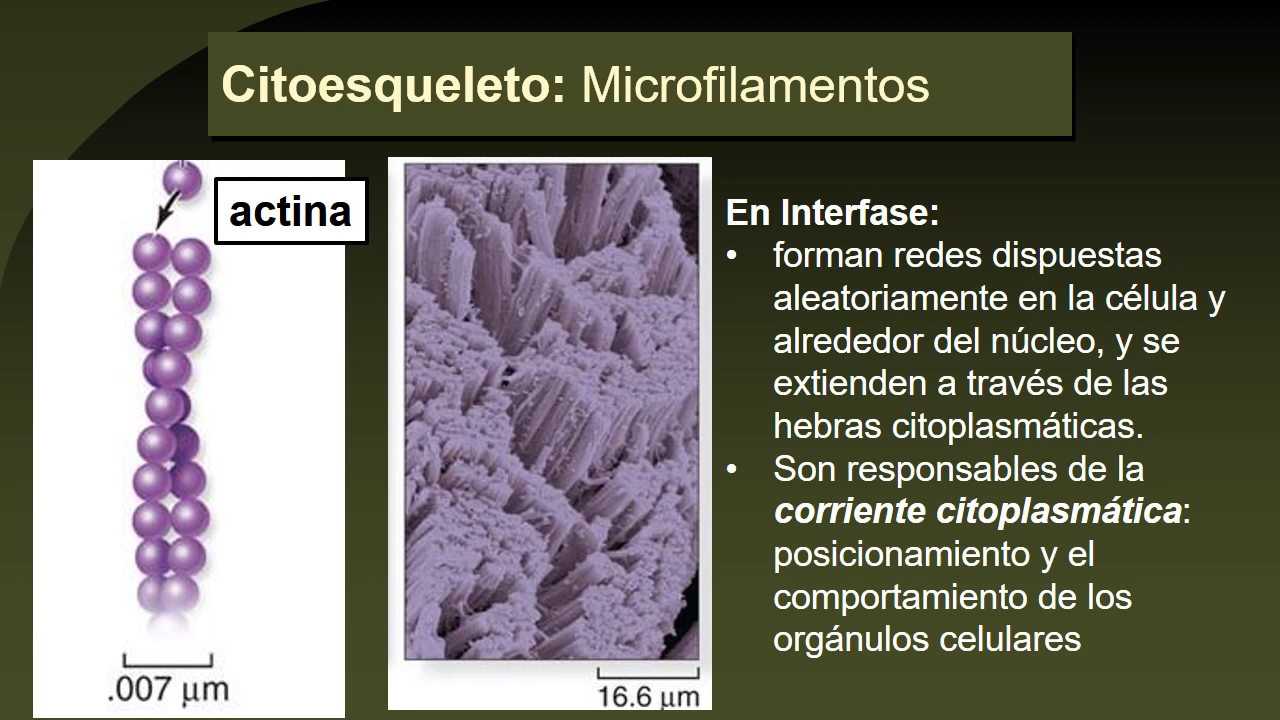 Citoesqueleto: Microfilamentos
actina
.007 µm
16.6 µm
En Interfase:
• forman redes dispuestas
aleatoriamente en la célula y
alrededor del núcleo, y se
extienden a través de las
hebras citoplasmáticas.
• Son responsables de la
corriente citoplasmática:
posicionamiento y el
comportamiento de los
orgánulos celulares